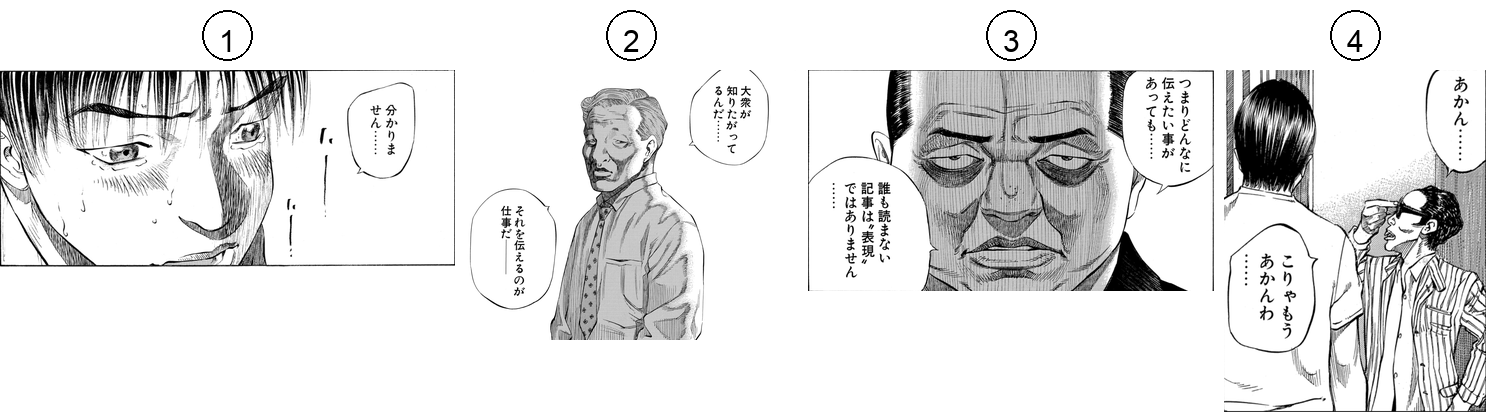 1
分かりま
せん……
2
大衆が
知りたがって
るんだ……
それを伝えるのが
仕事だ――
3
つまりどんなに
伝えたい事が
あっても……
誰も読まない
記事は〝表現〟
ではありません
……
4
あかん……
こりゃもう
あかんわ
……